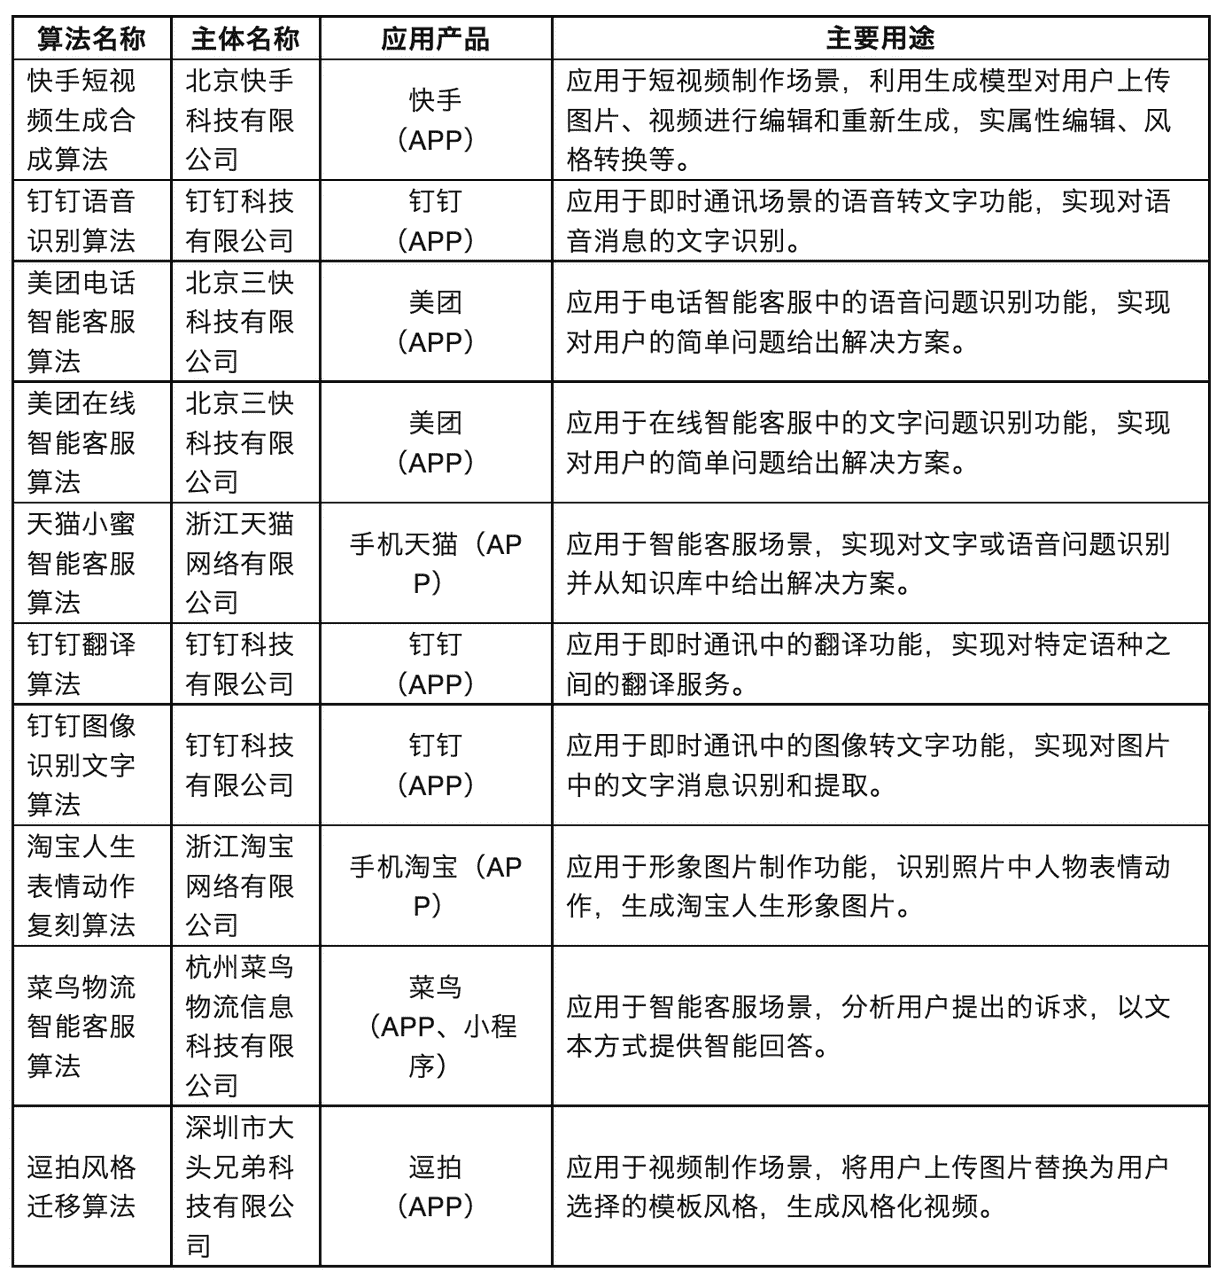 算法名称 主体名称 应用产品 主要用途
快手短视
频生成合
成算法
北京快手
科技有限
公司
快手
（APP）
应用于短视频制作场景，利用生成模型对用户上传
图片、视频进行编辑和重新生成，实属性编辑、风
格转换等。
钉钉语音
识别算法
钉钉科技
有限公司
钉钉
（APP）
应用于即时通讯场景的语音转文字功能，实现对语
音消息的文字识别。
美团电话
智能客服
算法
北京三快
科技有限
公司
美团
（APP）
应用于电话智能客服中的语音问题识别功能，实现
对用户的简单问题给出解决方案。
美团在线
智能客服
算法
北京三快
科技有限
公司
美团
（APP）
应用于在线智能客服中的文字问题识别功能，实现
对用户的简单问题给出解决方案。
天猫小蜜
智能客服
算法
浙江天猫
网络有限
公司
手机天猫（AP
P）
应用于智能客服场景，实现对文字或语音问题识别
并从知识库中给出解决方案。
钉钉翻译
算法
钉钉科技
有限公司
钉钉
（APP）
应用于即时通讯中的翻译功能，实现对特定语种之
间的翻译服务。
钉钉图像
识别文字
算法
钉钉科技
有限公司
钉钉
（APP）
应用于即时通讯中的图像转文字功能，实现对图片
中的文字消息识别和提取。
淘宝人生
表情动作
复刻算法
浙江淘宝
网络有限
公司
手机淘宝（AP
P）
应用于形象图片制作功能，识别照片中人物表情动
作，生成淘宝人生形象图片。
菜鸟物流
智能客服
算法
杭州菜鸟
物流信息
科技有限
公司
菜鸟
（APP、小程
序）
应用于智能客服场景，分析用户提出的诉求，以文
本方式提供智能回答。
逗拍风格
迁移算法
深圳市大
头兄弟科
技有限公
司
逗拍
（APP）
应用于视频制作场景，将用户上传图片替换为用户
选择的模板风格，生成风格化视频。